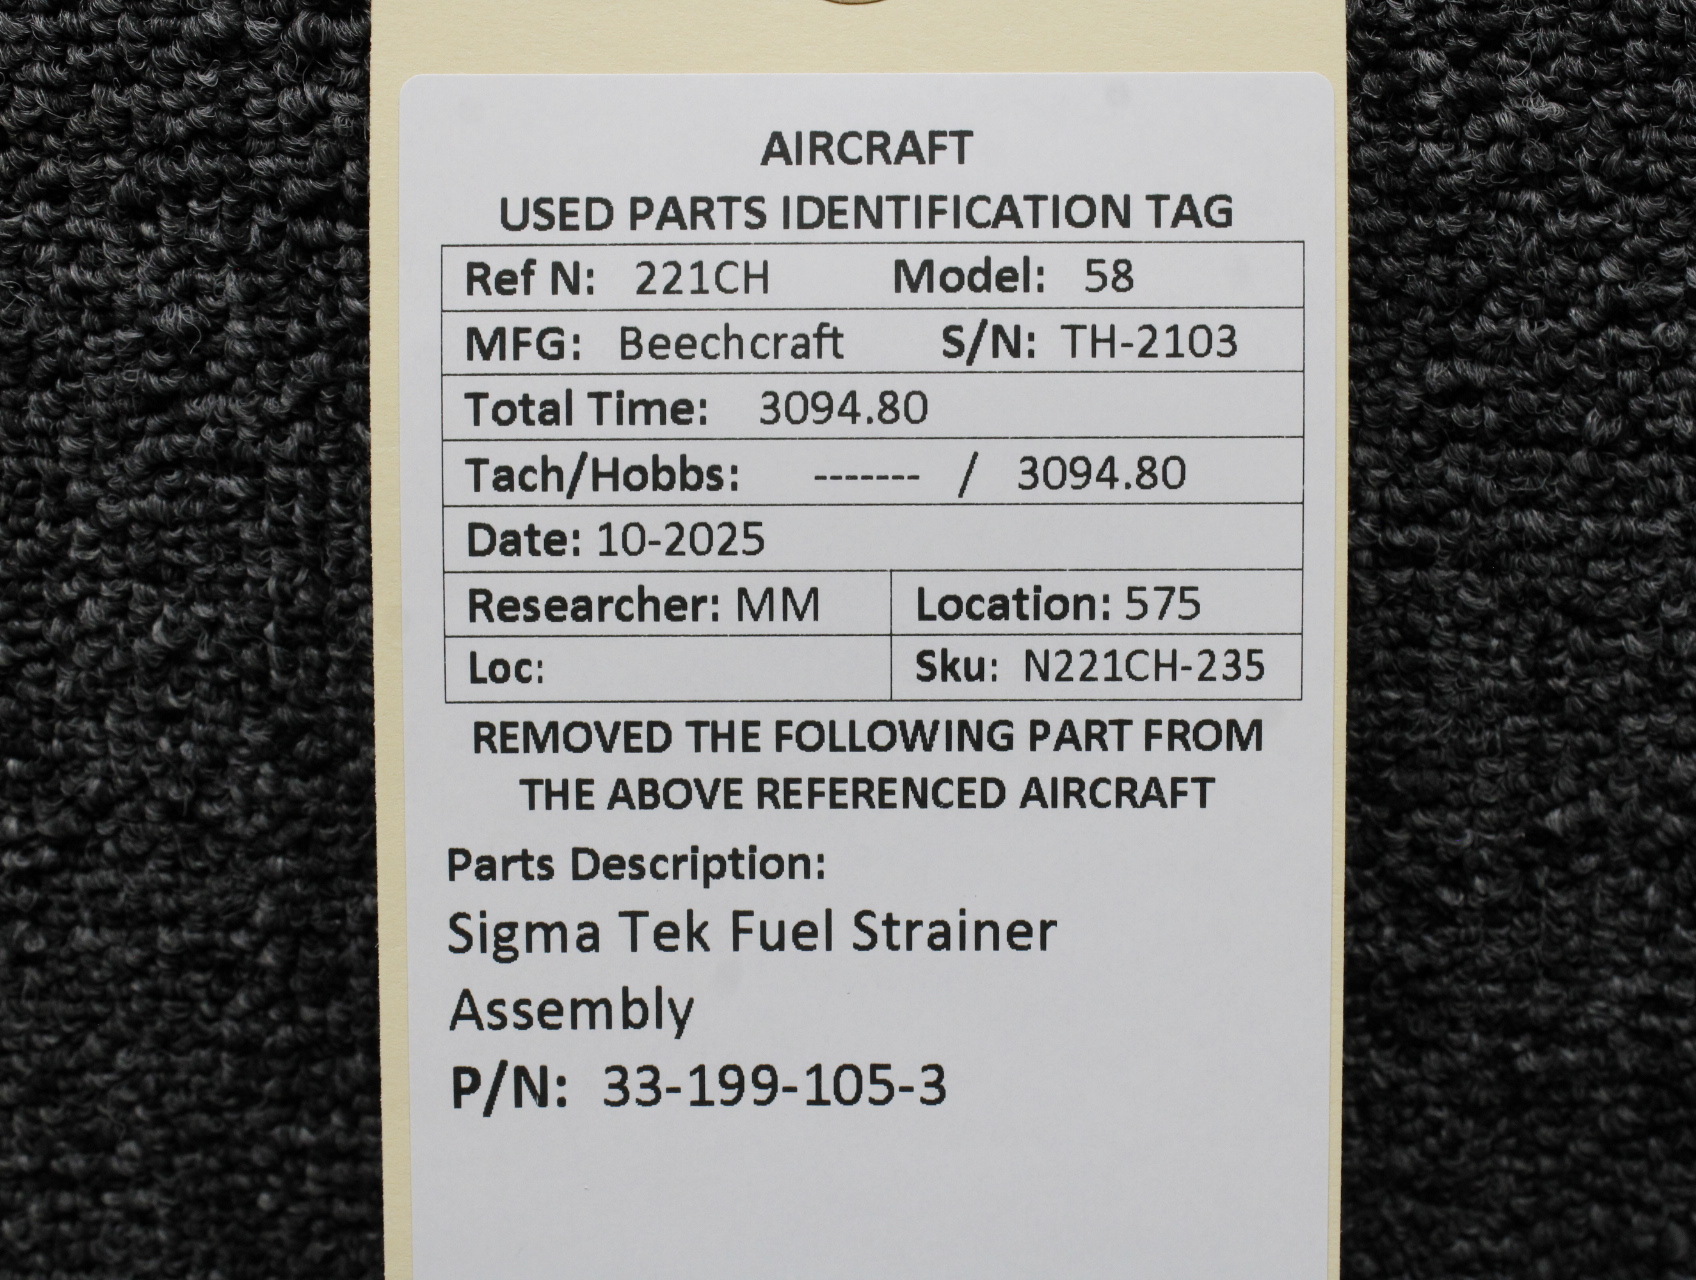 AIRCRAFT
USED PARTS IDENTIFICATION TAG
Ref N: 221CH Model: 58
MFG: Beechcraft S/N: TH-2103
Total Time: 3094.80
Tach/Hobbs: ------- / 3094.80
Date: 10-2025
Researcher: MM Location: 575
Loc: Sku: N221CH-235
REMOVED THE FOLLOWING PART FROM
THE ABOVE REFERENCED AIRCRAFT
Parts Description:
Sigma Tek Fuel Strainer
Assembly
P/N: 33-199-105-3